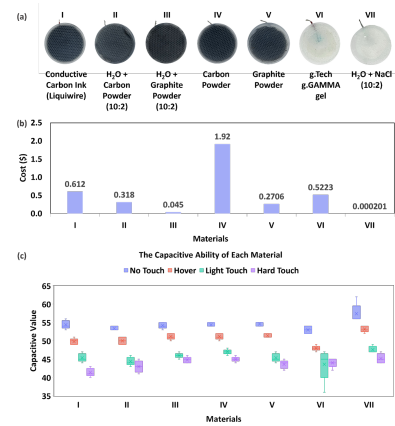 (a)
I II III IV V VI VII
Conductive Carbon Ink (Liquiwire)
H₂O + Carbon Powder (10:2)
H₂O + Graphite Powder (10:2)
Carbon Powder
Graphite Powder
g.Tech g.GAMMA gel
H₂O + NaCl (10:2)
(b)
Cost ($)
2.5
2.0
1.5
1.0
0.5
0.0
0.612 0.318 0.045 1.92 0.2706 0.5223 0.000201
I II III IV V VI VII
Materials
(c)
The Capacitive Ability of Each Material
No Touch Hover Light Touch Hard Touch
Capacitive Value
65
60
55
50
45
40
35
I II III IV V VI VII
Materials